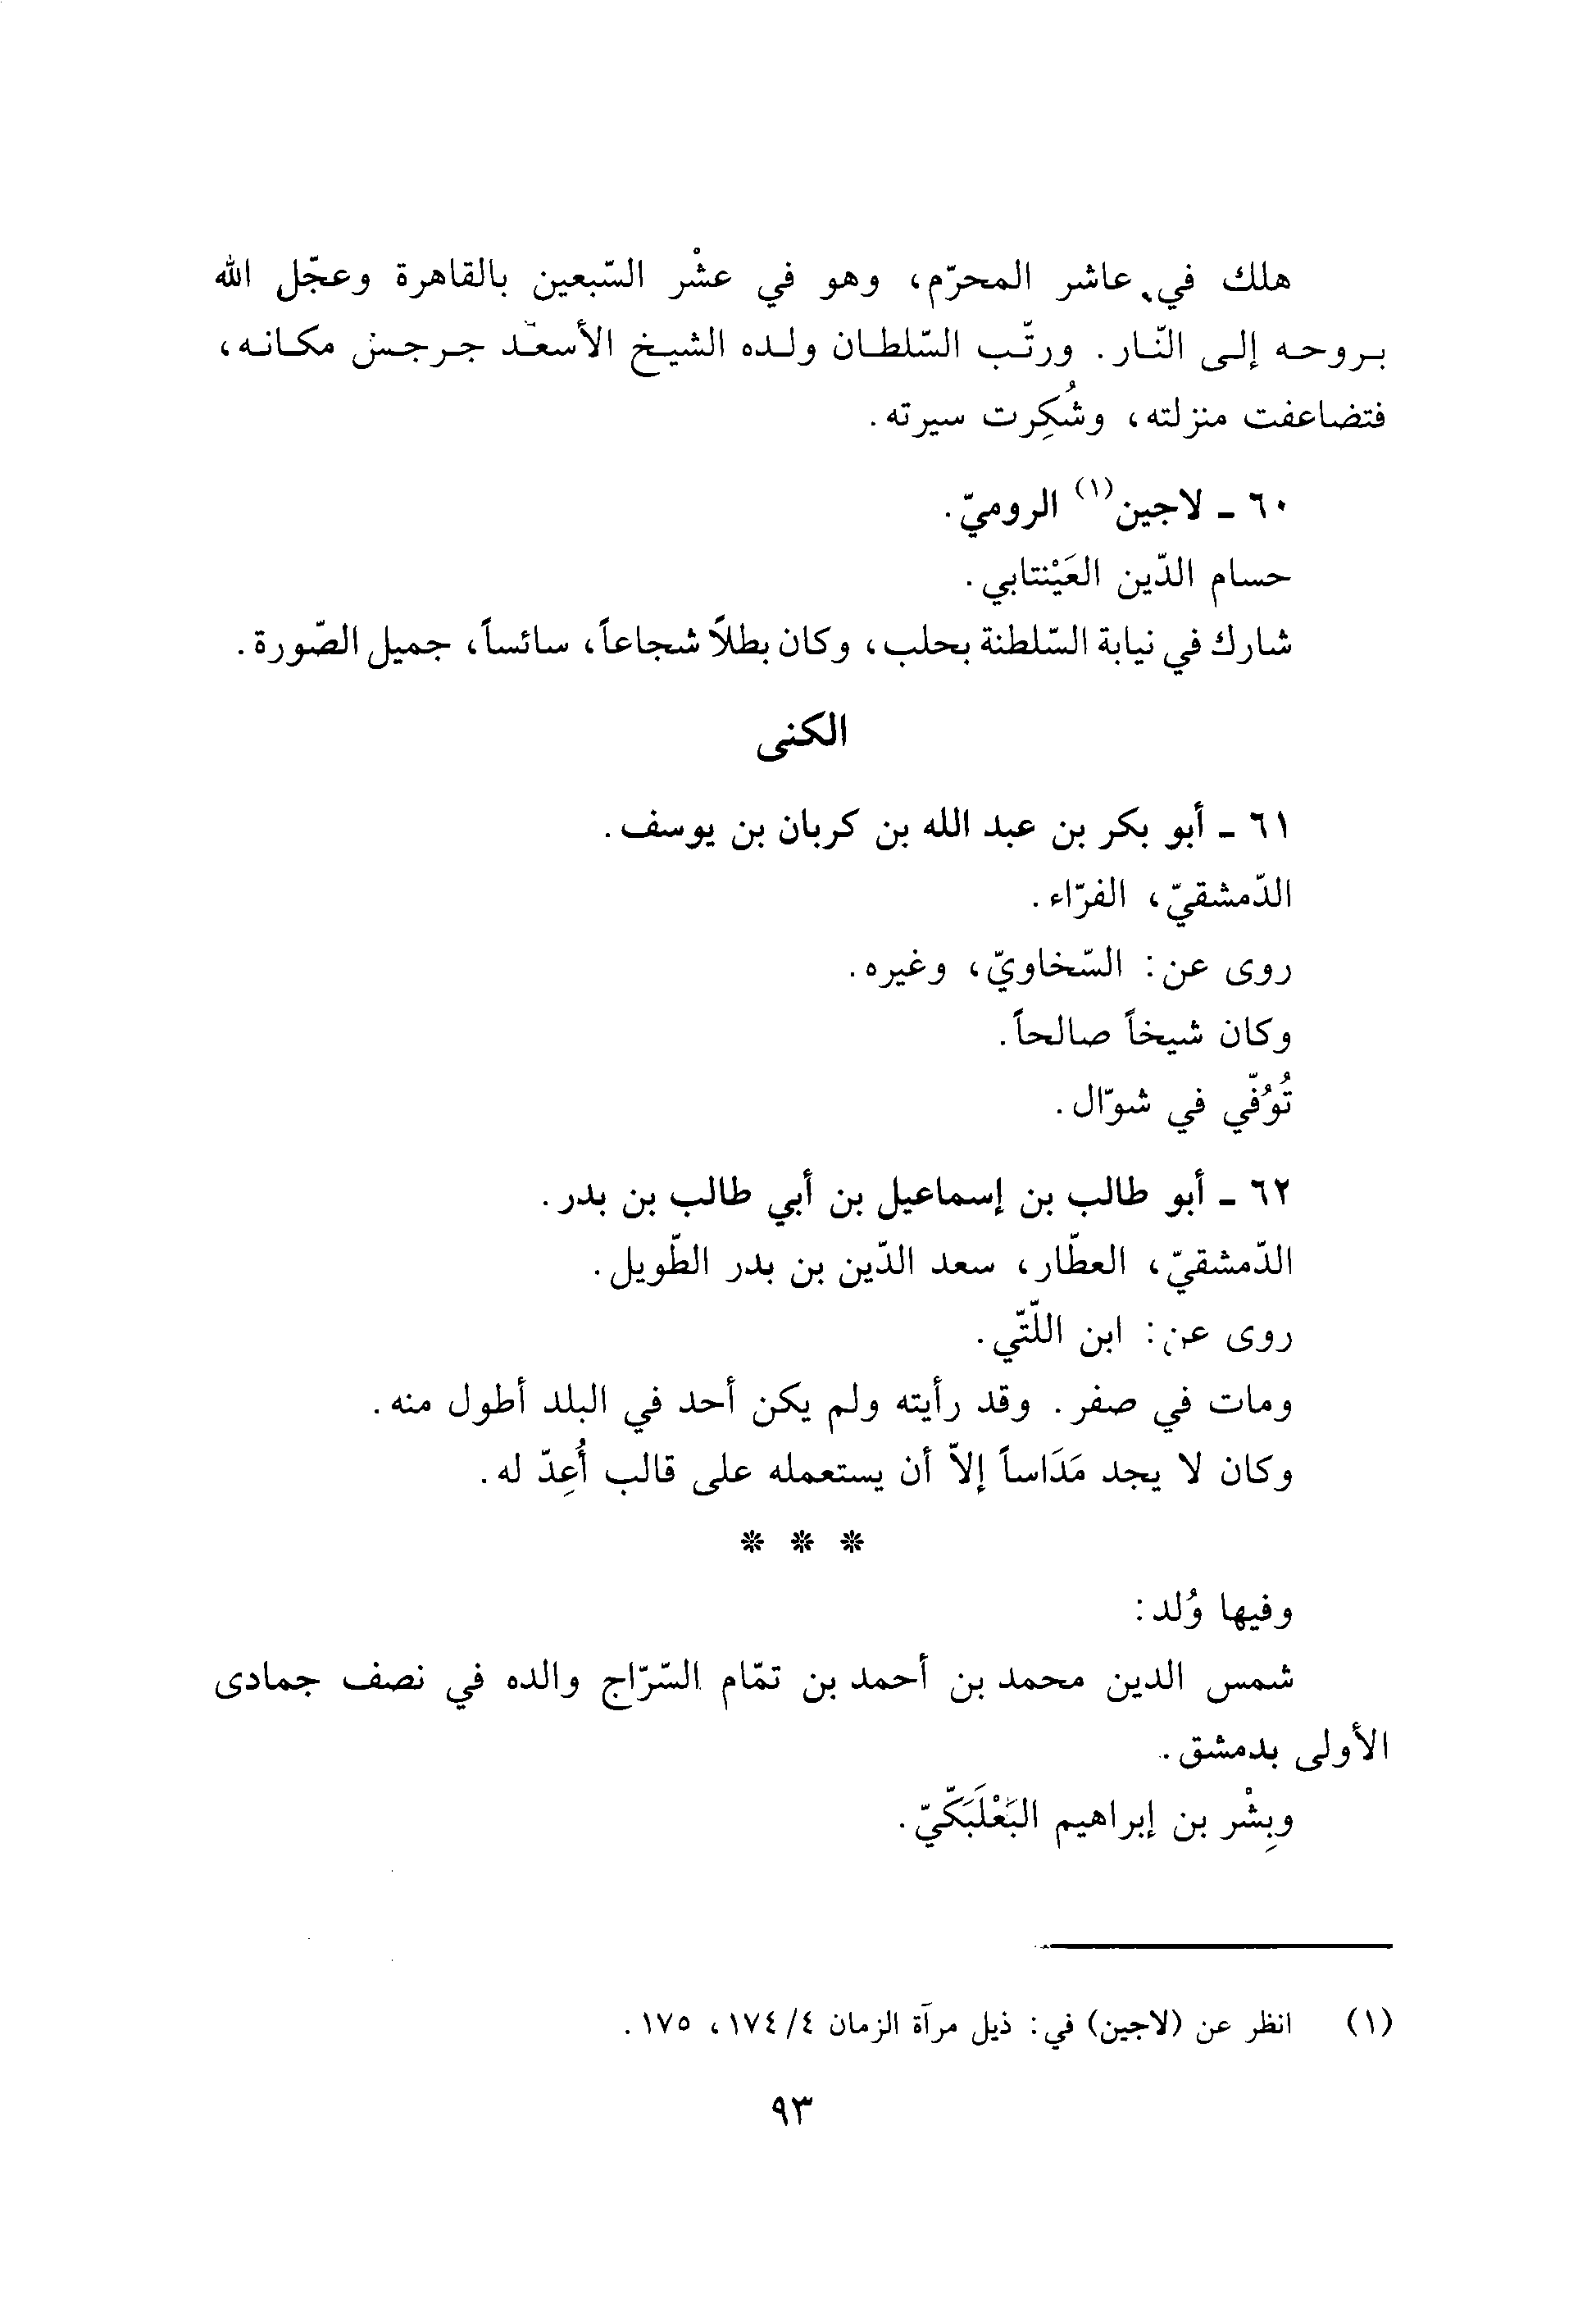 هلك في عاشر المحرّم، وهو في عشْر السّبعين بالقاهرة وعجّل الله
بروحه إلى النّار. ورتّب السّلطان ولده الشيخ الأسعد جرجس مكانه،
فتضاعفت منزلته، وشُكِرت سيرته.
٦٠ - لاجين(١) الروميّ.
حسام الدّين العَيْنتابي.
شارك في نيابة السّلطنة بحلب، وكان بطلاً شجاعاً، سائساً، جميل الصّورة.
الكنى
٦١ - أبو بكر بن عبد الله بن كربان بن يوسف.
الدّمشقيّ، الفرّاء.
روى عن: السّخاويّ، وغيره.
وكان شيخاً صالحاً.
تُوُفّي في شوّال.
٦٢ - أبو طالب بن إسماعيل بن أبي طالب بن بدر.
الدّمشقيّ، العطّار، سعد الدّين بن بدر الطّويل.
روى عن: ابن اللّتّي.
ومات في صفر. وقد رأيته ولم يكن أحد في البلد أطول منه.
وكان لا يجد مَدَاساً إلاّ أن يستعمله على قالب أُعِدّ له.
* * *
وفيها وُلد:
شمس الدين محمد بن أحمد بن تمّام السّرّاج والده في نصف جمادى
الأولى بدمشق.
وبِشْر بن إبراهيم البَعْلَبَكّيّ.
(١) انظر عن (لاجين) في: ذيل مرآة الزمان ٤/١٧٤، ١٧٥.
٩٣